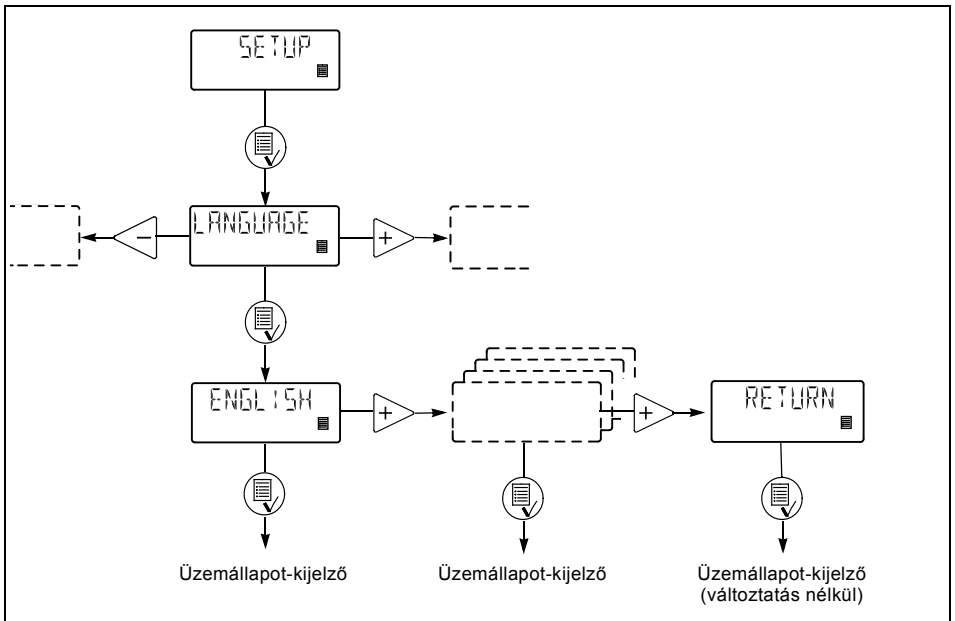 SETUP
LANGUAGE
ENGLISH
RETURN
Üzemállapot-kijelző
Üzemállapot-kijelző
Üzemállapot-kijelző
(változtatás nélkül)